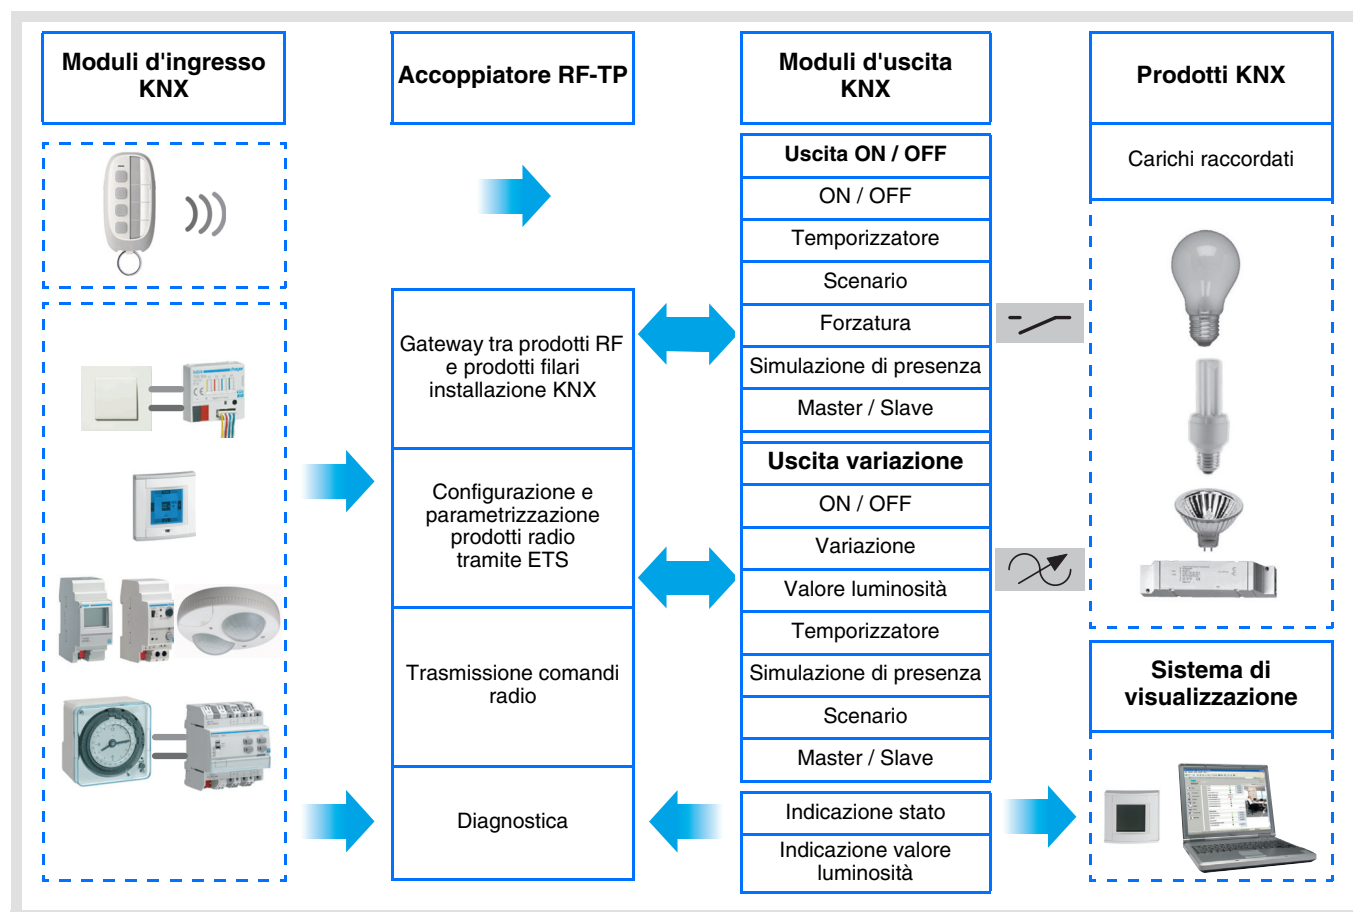 Moduli d'ingresso
KNX
Accoppiatore RF-TP
Moduli d'uscita
KNX
Prodotti KNX
Carichi raccordati
Uscita ON / OFF
ON / OFF
Temporizzatore
Scenario
Forzatura
Simulazione di presenza
Master / Slave
Gateway tra prodotti RF
e prodotti filari
installazione KNX
Configurazione e
parametrizzazione
prodotti radio
tramite ETS
Trasmissione comandi
radio
Diagnostica
Uscita variazione
ON / OFF
Variazione
Valore luminosità
Temporizzatore
Simulazione di presenza
Scenario
Master / Slave
Indicazione stato
Indicazione valore
luminosità
Sistema di
visualizzazione